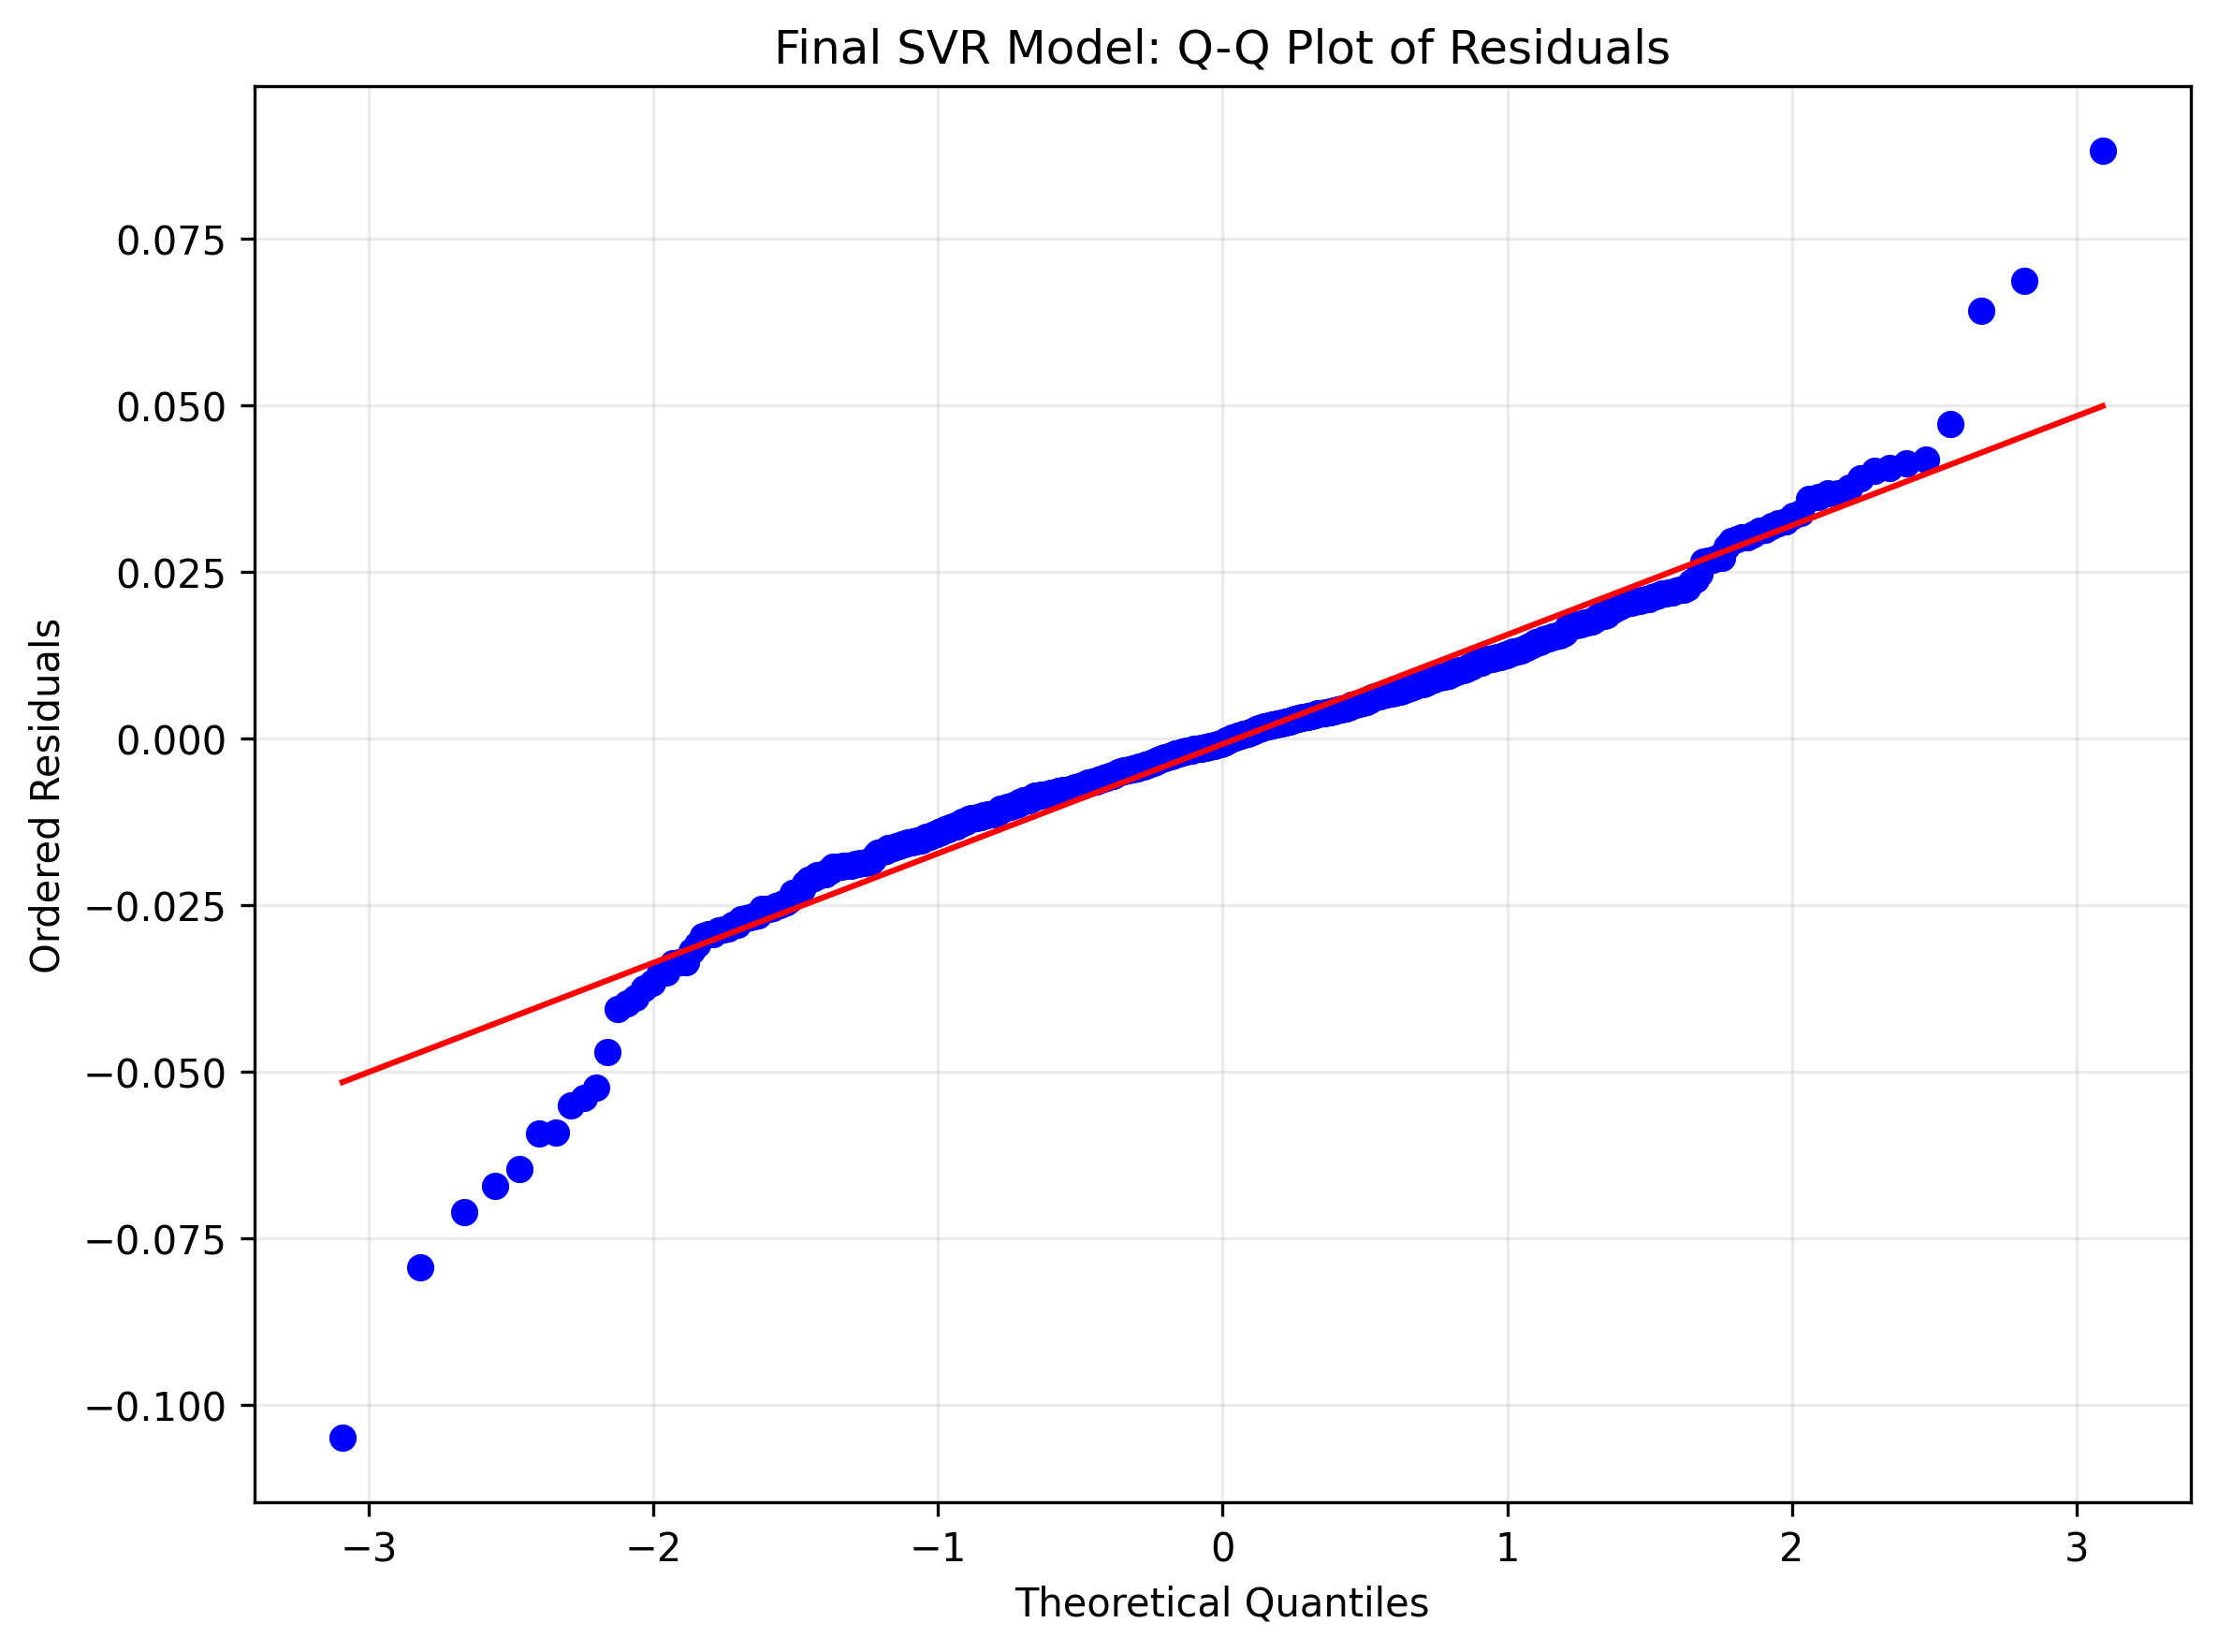 Final SVR Model: Q-Q Plot of Residuals
0.075
0.050
0.025
0.000
−0.025
−0.050
−0.075
−0.100
Ordered Residuals
−3 −2 −1 0 1 2 3
Theoretical Quantiles